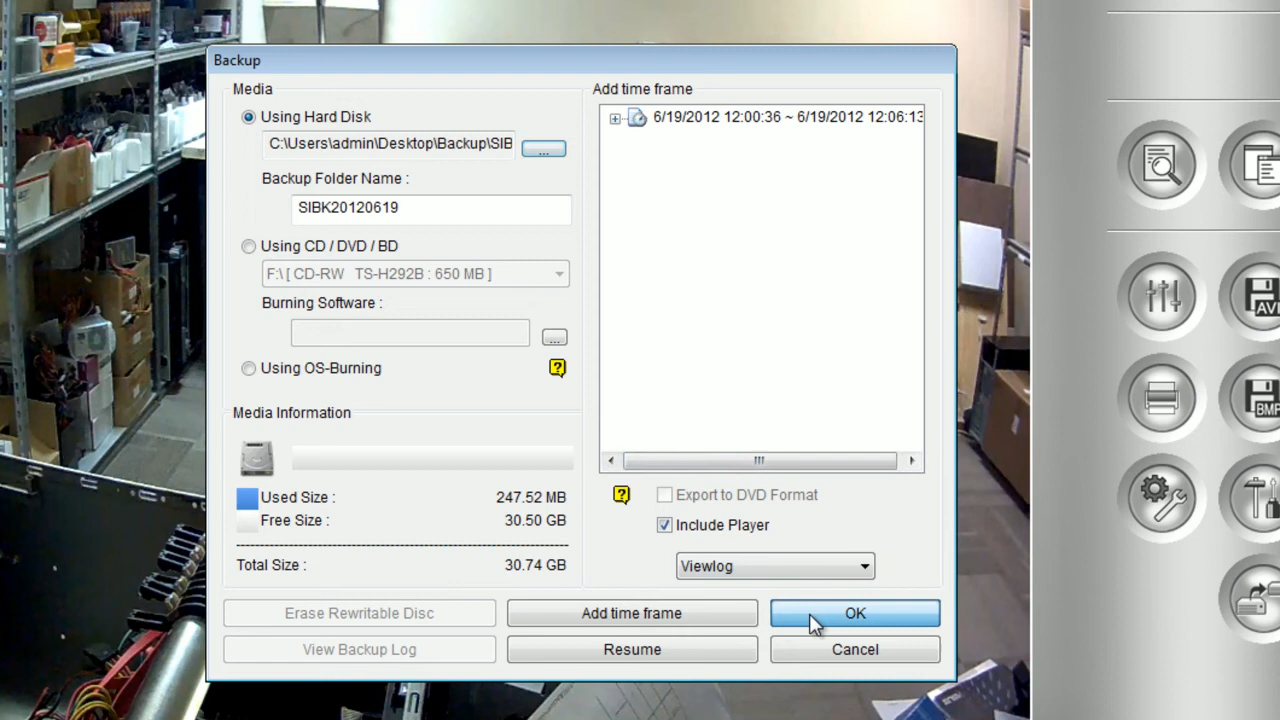 Backup
Media
Using Hard Disk
C:\Users\admin\Desktop\Backup\SIB
...
Backup Folder Name :
SIBK20120619
Using CD / DVD / BD
F:\ [ CD-RW TS-H292B : 650 MB ]
Burning Software :
...
Using OS-Burning
?
Media Information
Used Size : 247.52 MB
Free Size : 30.50 GB
Total Size : 30.74 GB
Erase Rewritable Disc
View Backup Log
Add time frame
6/19/2012 12:00:36 ~ 6/19/2012 12:06:13
?
Export to DVD Format
Include Player
Viewlog
Add time frame
OK
Resume
Cancel
AVI
BMP